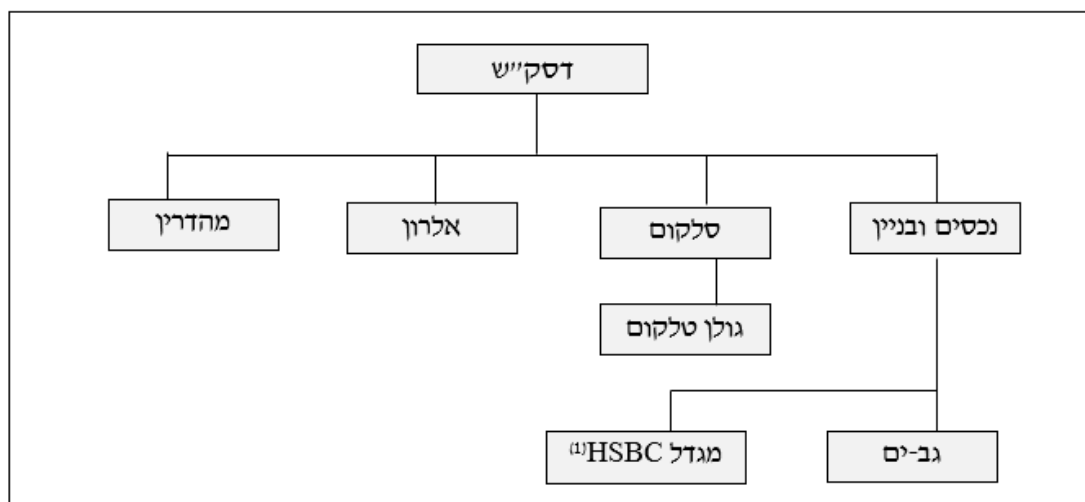 דסק״ש
נכסים ובניין
סלקום
אלרון
מהדרין
גולן טלקום
גב-ים
מגדל HSBC⁽¹⁾